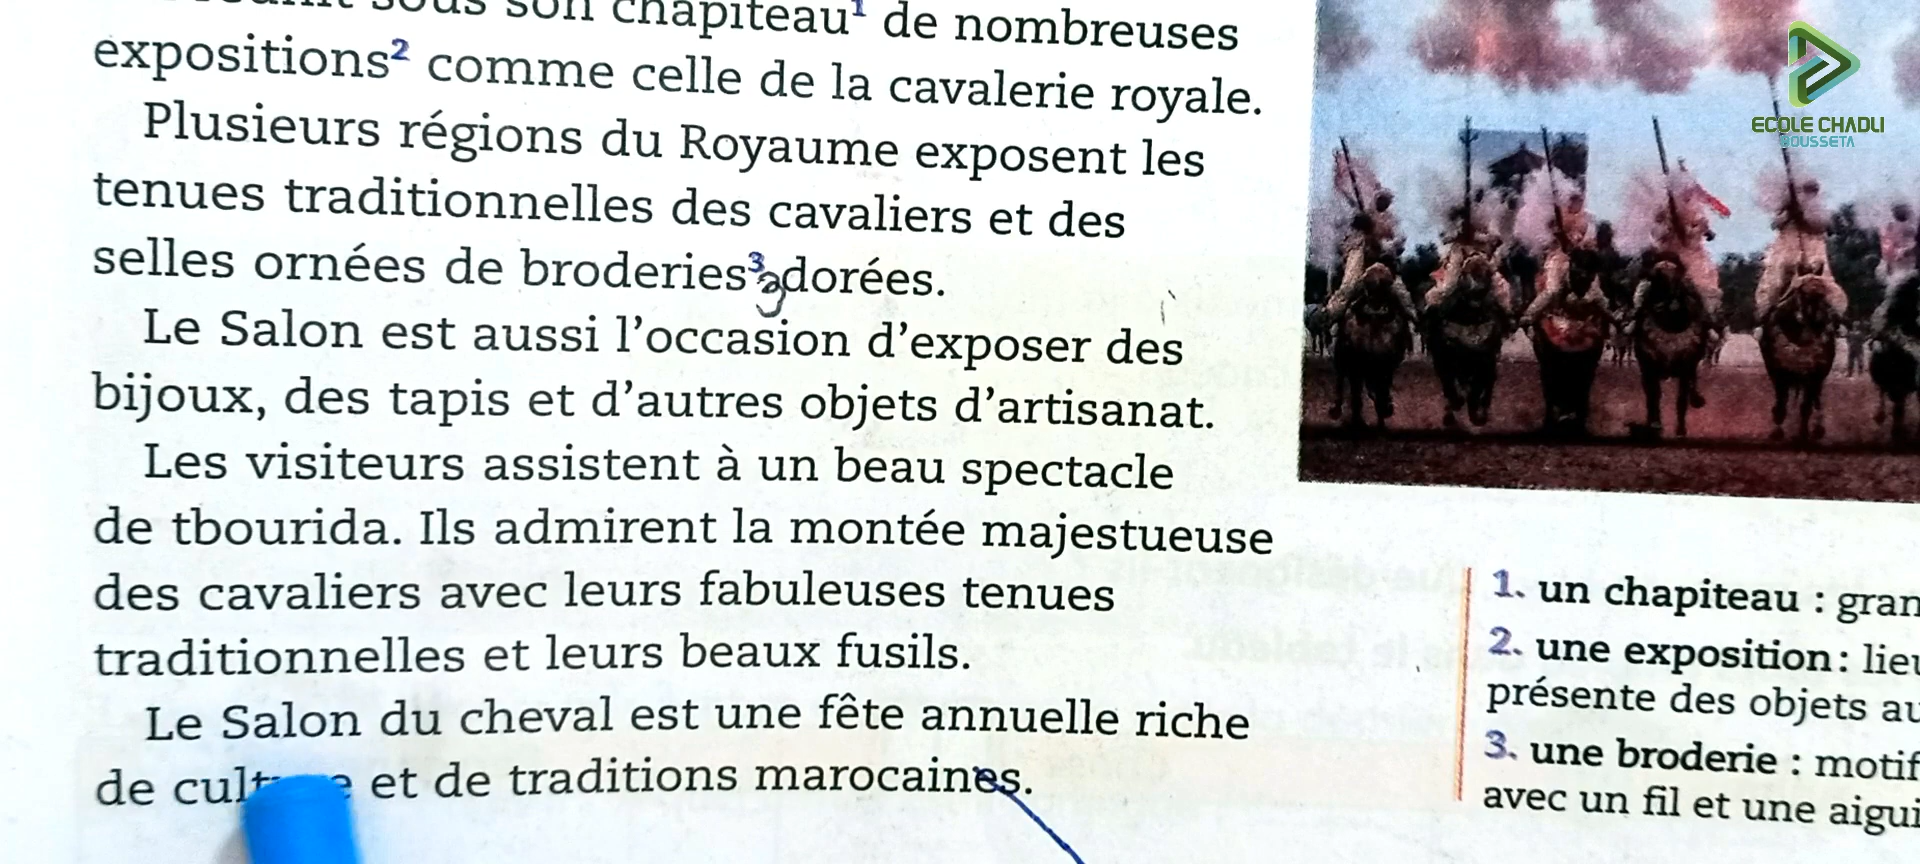 sous son chapiteau¹ de nombreuses
expositions² comme celle de la cavalerie royale.
Plusieurs régions du Royaume exposent les
tenues traditionnelles des cavaliers et des
selles ornées de broderies³ dorées.
Le Salon est aussi l'occasion d'exposer des
bijoux, des tapis et d'autres objets d'artisanat.
Les visiteurs assistent à un beau spectacle
de tbourida. Ils admirent la montée majestueuse
des cavaliers avec leurs fabuleuses tenues
traditionnelles et leurs beaux fusils.
Le Salon du cheval est une fête annuelle riche
de et de traditions marocaines.
1. un chapiteau : gran
2. une exposition : lieu
présente des objets au
3. une broderie : motif
avec un fil et une aigui
ECOLE CHADLI
BOUSSETA